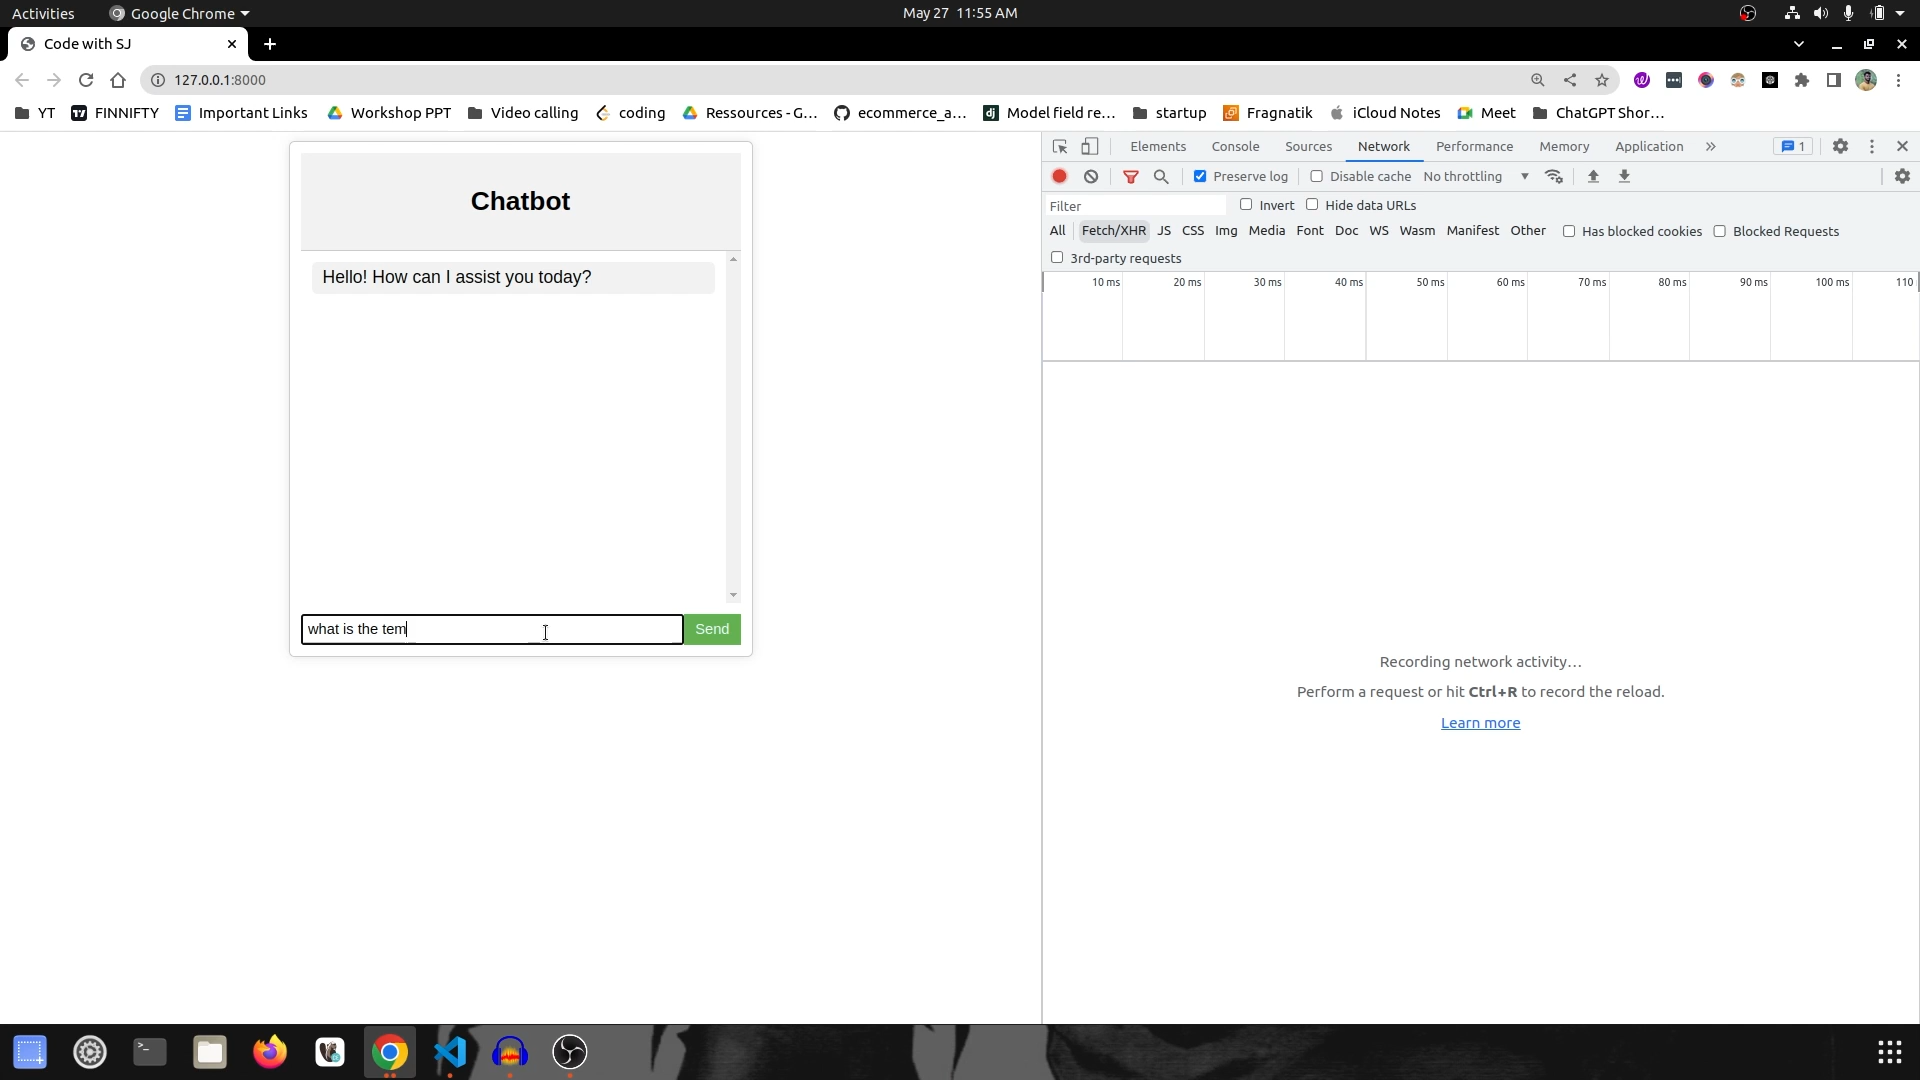 Activities Google Chrome May 27 11:55 AM
Code with SJ
127.0.0.1:8000
YT FINNIFTY Important Links Workshop PPT Video calling coding Ressources - G... ecommerce_a... Model field re... startup Fragnatik iCloud Notes Meet ChatGPT Shor...
Chatbot
Hello! How can I assist you today?
what is the tem
Send
Elements Console Sources Network Performance Memory Application 1
Preserve log Disable cache No throttling
Filter Invert Hide data URLs
All Fetch/XHR JS CSS Img Media Font Doc WS Wasm Manifest Other Has blocked cookies Blocked Requests
3rd-party requests
10 ms 20 ms 30 ms 40 ms 50 ms 60 ms 70 ms 80 ms 90 ms 100 ms 110
Recording network activity…
Perform a request or hit Ctrl+R to record the reload.
Learn more